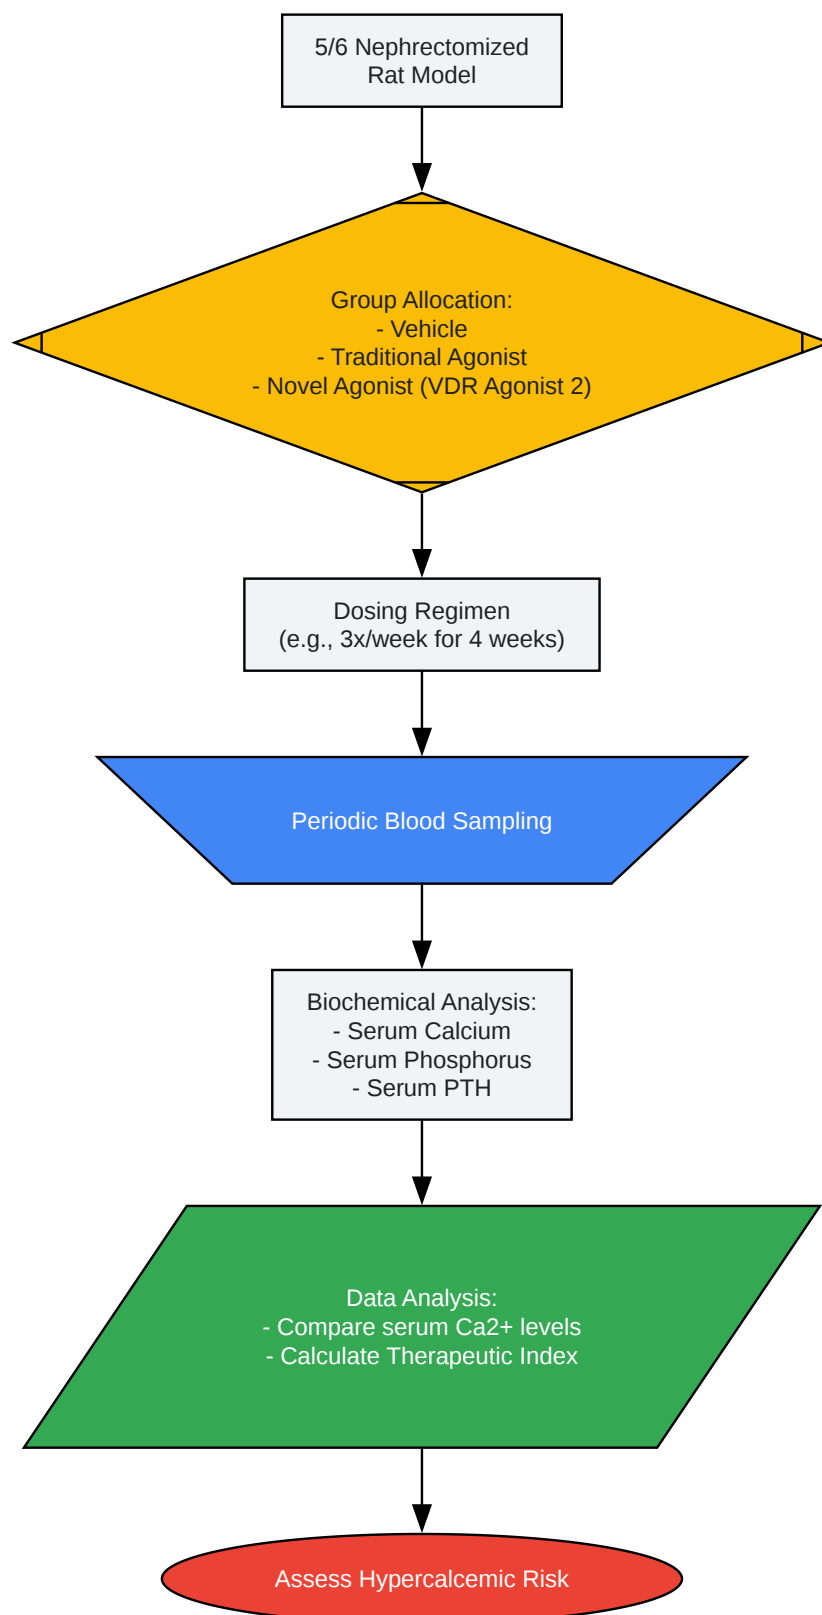 5/6 Nephrectomized
Rat Model
Group Allocation:
- Vehicle
- Traditional Agonist
- Novel Agonist (VDR Agonist 2)
Dosing Regimen
(e.g., 3x/week for 4 weeks)
Periodic Blood Sampling
Biochemical Analysis:
- Serum Calcium
- Serum Phosphorus
- Serum PTH
Data Analysis:
- Compare serum Ca2+ levels
- Calculate Therapeutic Index
Assess Hypercalcemic Risk